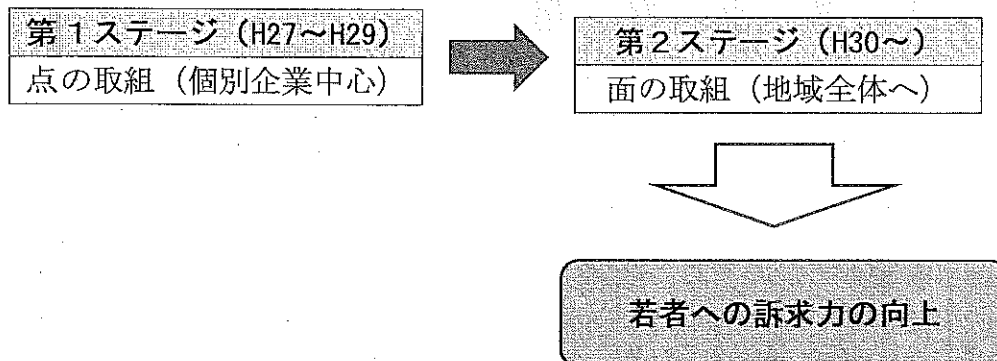 第1ステージ（H27～H29）
点の取組（個別企業中心）
第2ステージ（H30～）
面の取組（地域全体へ）
若者への訴求力の向上